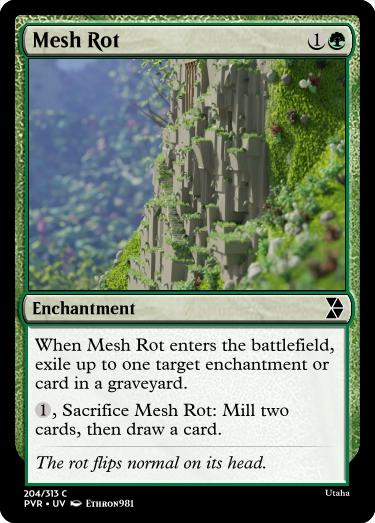 Mesh Rot 1
Enchantment
When Mesh Rot enters the battlefield,
exile up to one target enchantment or
card in a graveyard.
1, Sacrifice Mesh Rot: Mill two
cards, then draw a card.
The rot flips normal on its head.
204/313 C Utaha
PVR • UV Ethron981